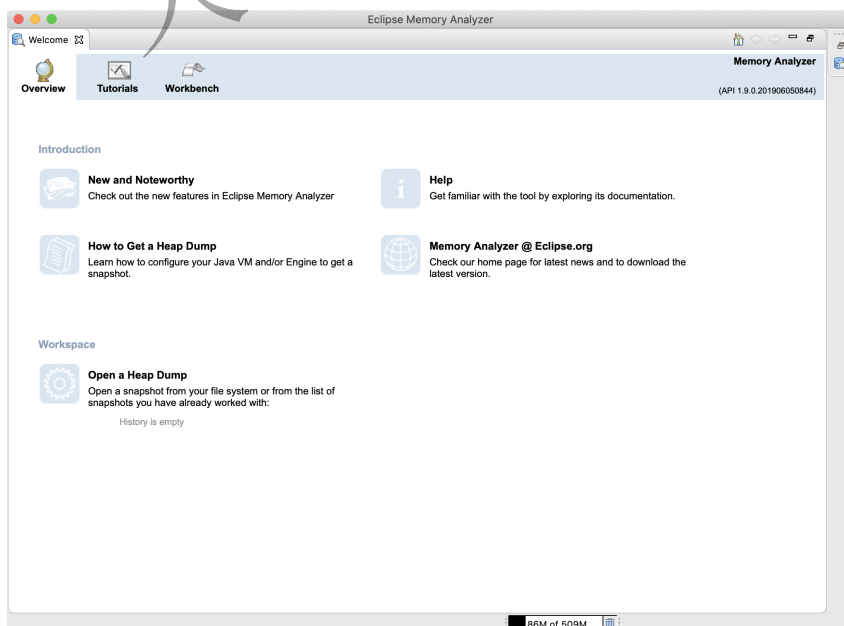 Eclipse Memory Analyzer
Welcome
Memory Analyzer
Overview Tutorials Workbench
(API 1.9.0.201906050844)
Introduction
New and Noteworthy
Check out the new features in Eclipse Memory Analyzer
Help
Get familiar with the tool by exploring its documentation.
How to Get a Heap Dump
Learn how to configure your Java VM and/or Engine to get a
snapshot.
Memory Analyzer @ Eclipse.org
Check our home page for latest news and to download the
latest version.
Workspace
Open a Heap Dump
Open a snapshot from your file system or from the list of
snapshots you have already worked with:
History is empty
86M of 509M